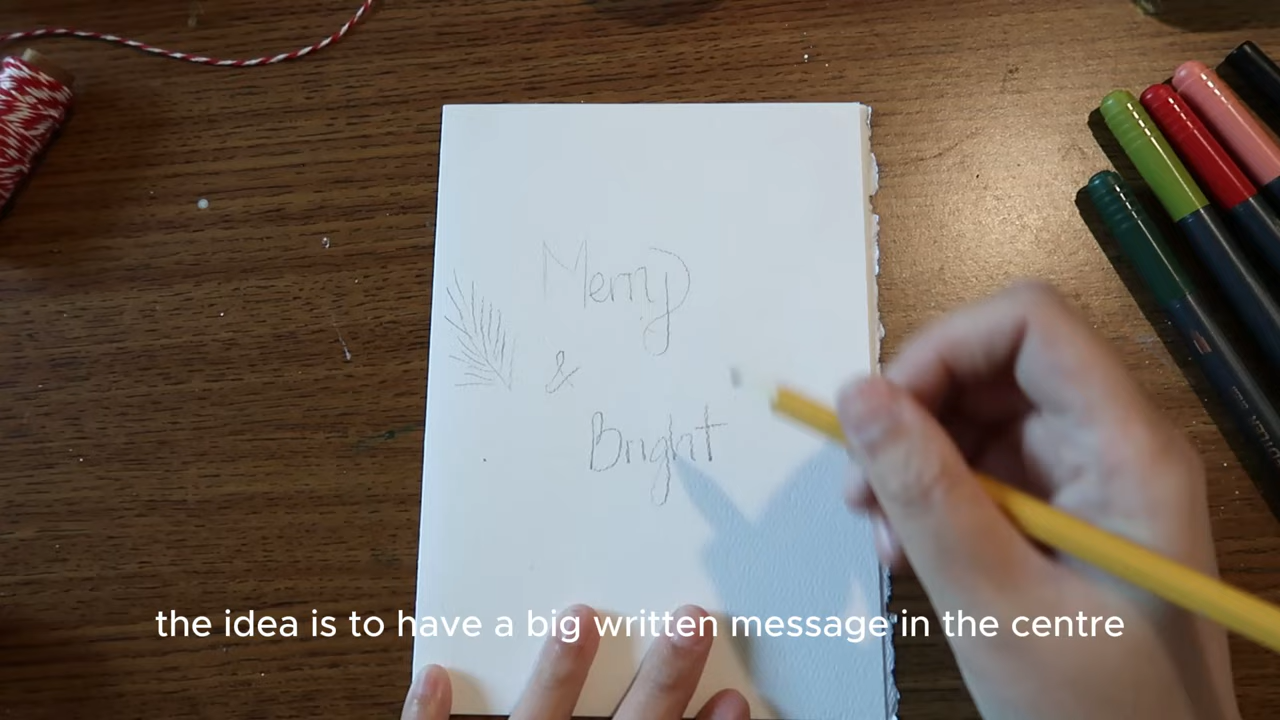 Merry
&
Bright
the idea is to have a big written message in the centre